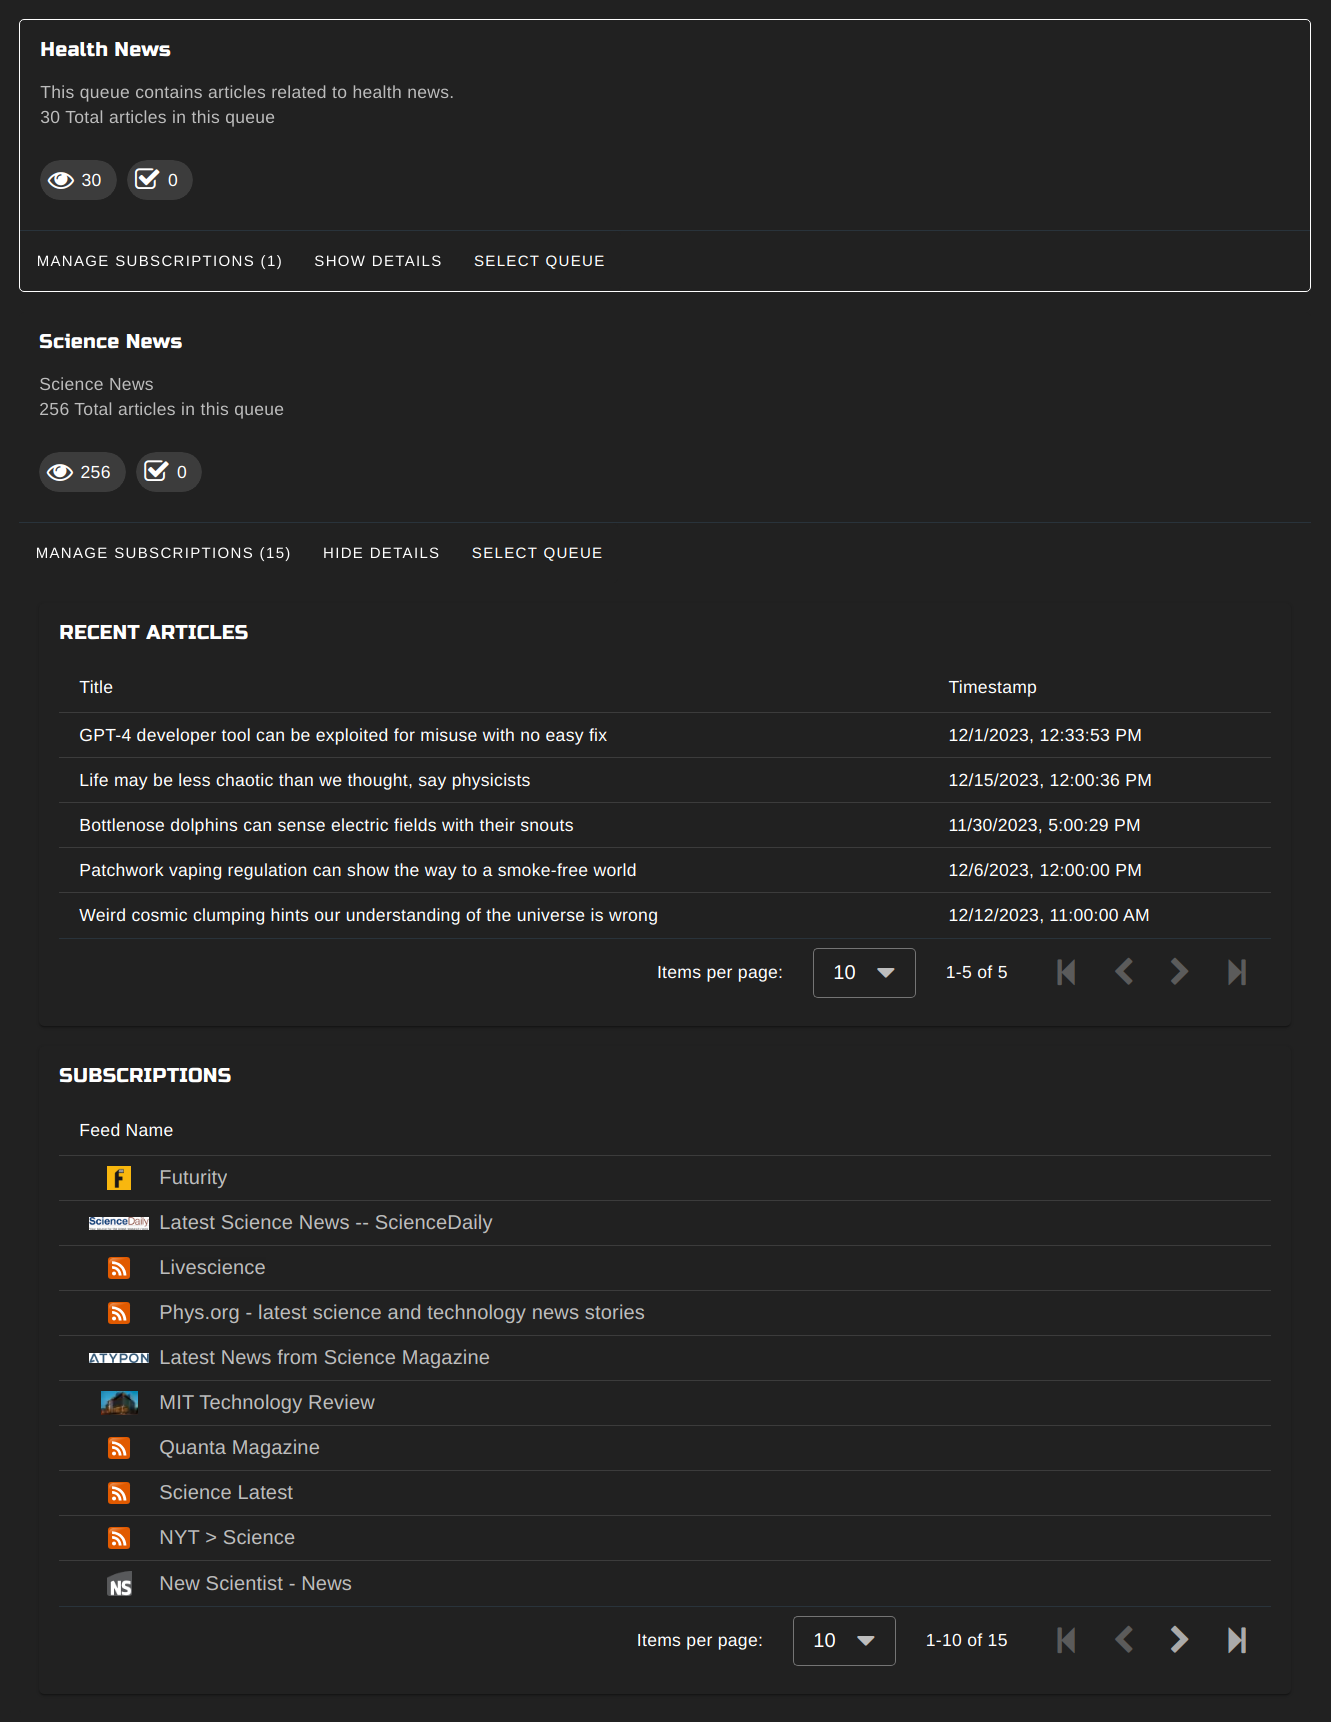 Health News
This queue contains articles related to health news.
30 Total articles in this queue
30 0
MANAGE SUBSCRIPTIONS (1) SHOW DETAILS SELECT QUEUE
Science News
Science News
256 Total articles in this queue
256 0
MANAGE SUBSCRIPTIONS (15) HIDE DETAILS SELECT QUEUE
RECENT ARTICLES
Title Timestamp
GPT-4 developer tool can be exploited for misuse with no easy fix 12/1/2023, 12:33:53 PM
Life may be less chaotic than we thought, say physicists 12/15/2023, 12:00:36 PM
Bottlenose dolphins can sense electric fields with their snouts 11/30/2023, 5:00:29 PM
Patchwork vaping regulation can show the way to a smoke-free world 12/6/2023, 12:00:00 PM
Weird cosmic clumping hints our understanding of the universe is wrong 12/12/2023, 11:00:00 AM
Items per page: 10 1-5 of 5
SUBSCRIPTIONS
Feed Name
F Futurity
ScienceDaily Latest Science News -- ScienceDaily
Livescience
Phys.org - latest science and technology news stories
ATYPON Latest News from Science Magazine
MIT Technology Review
Quanta Magazine
Science Latest
NYT > Science
NS New Scientist - News
Items per page: 10 1-10 of 15